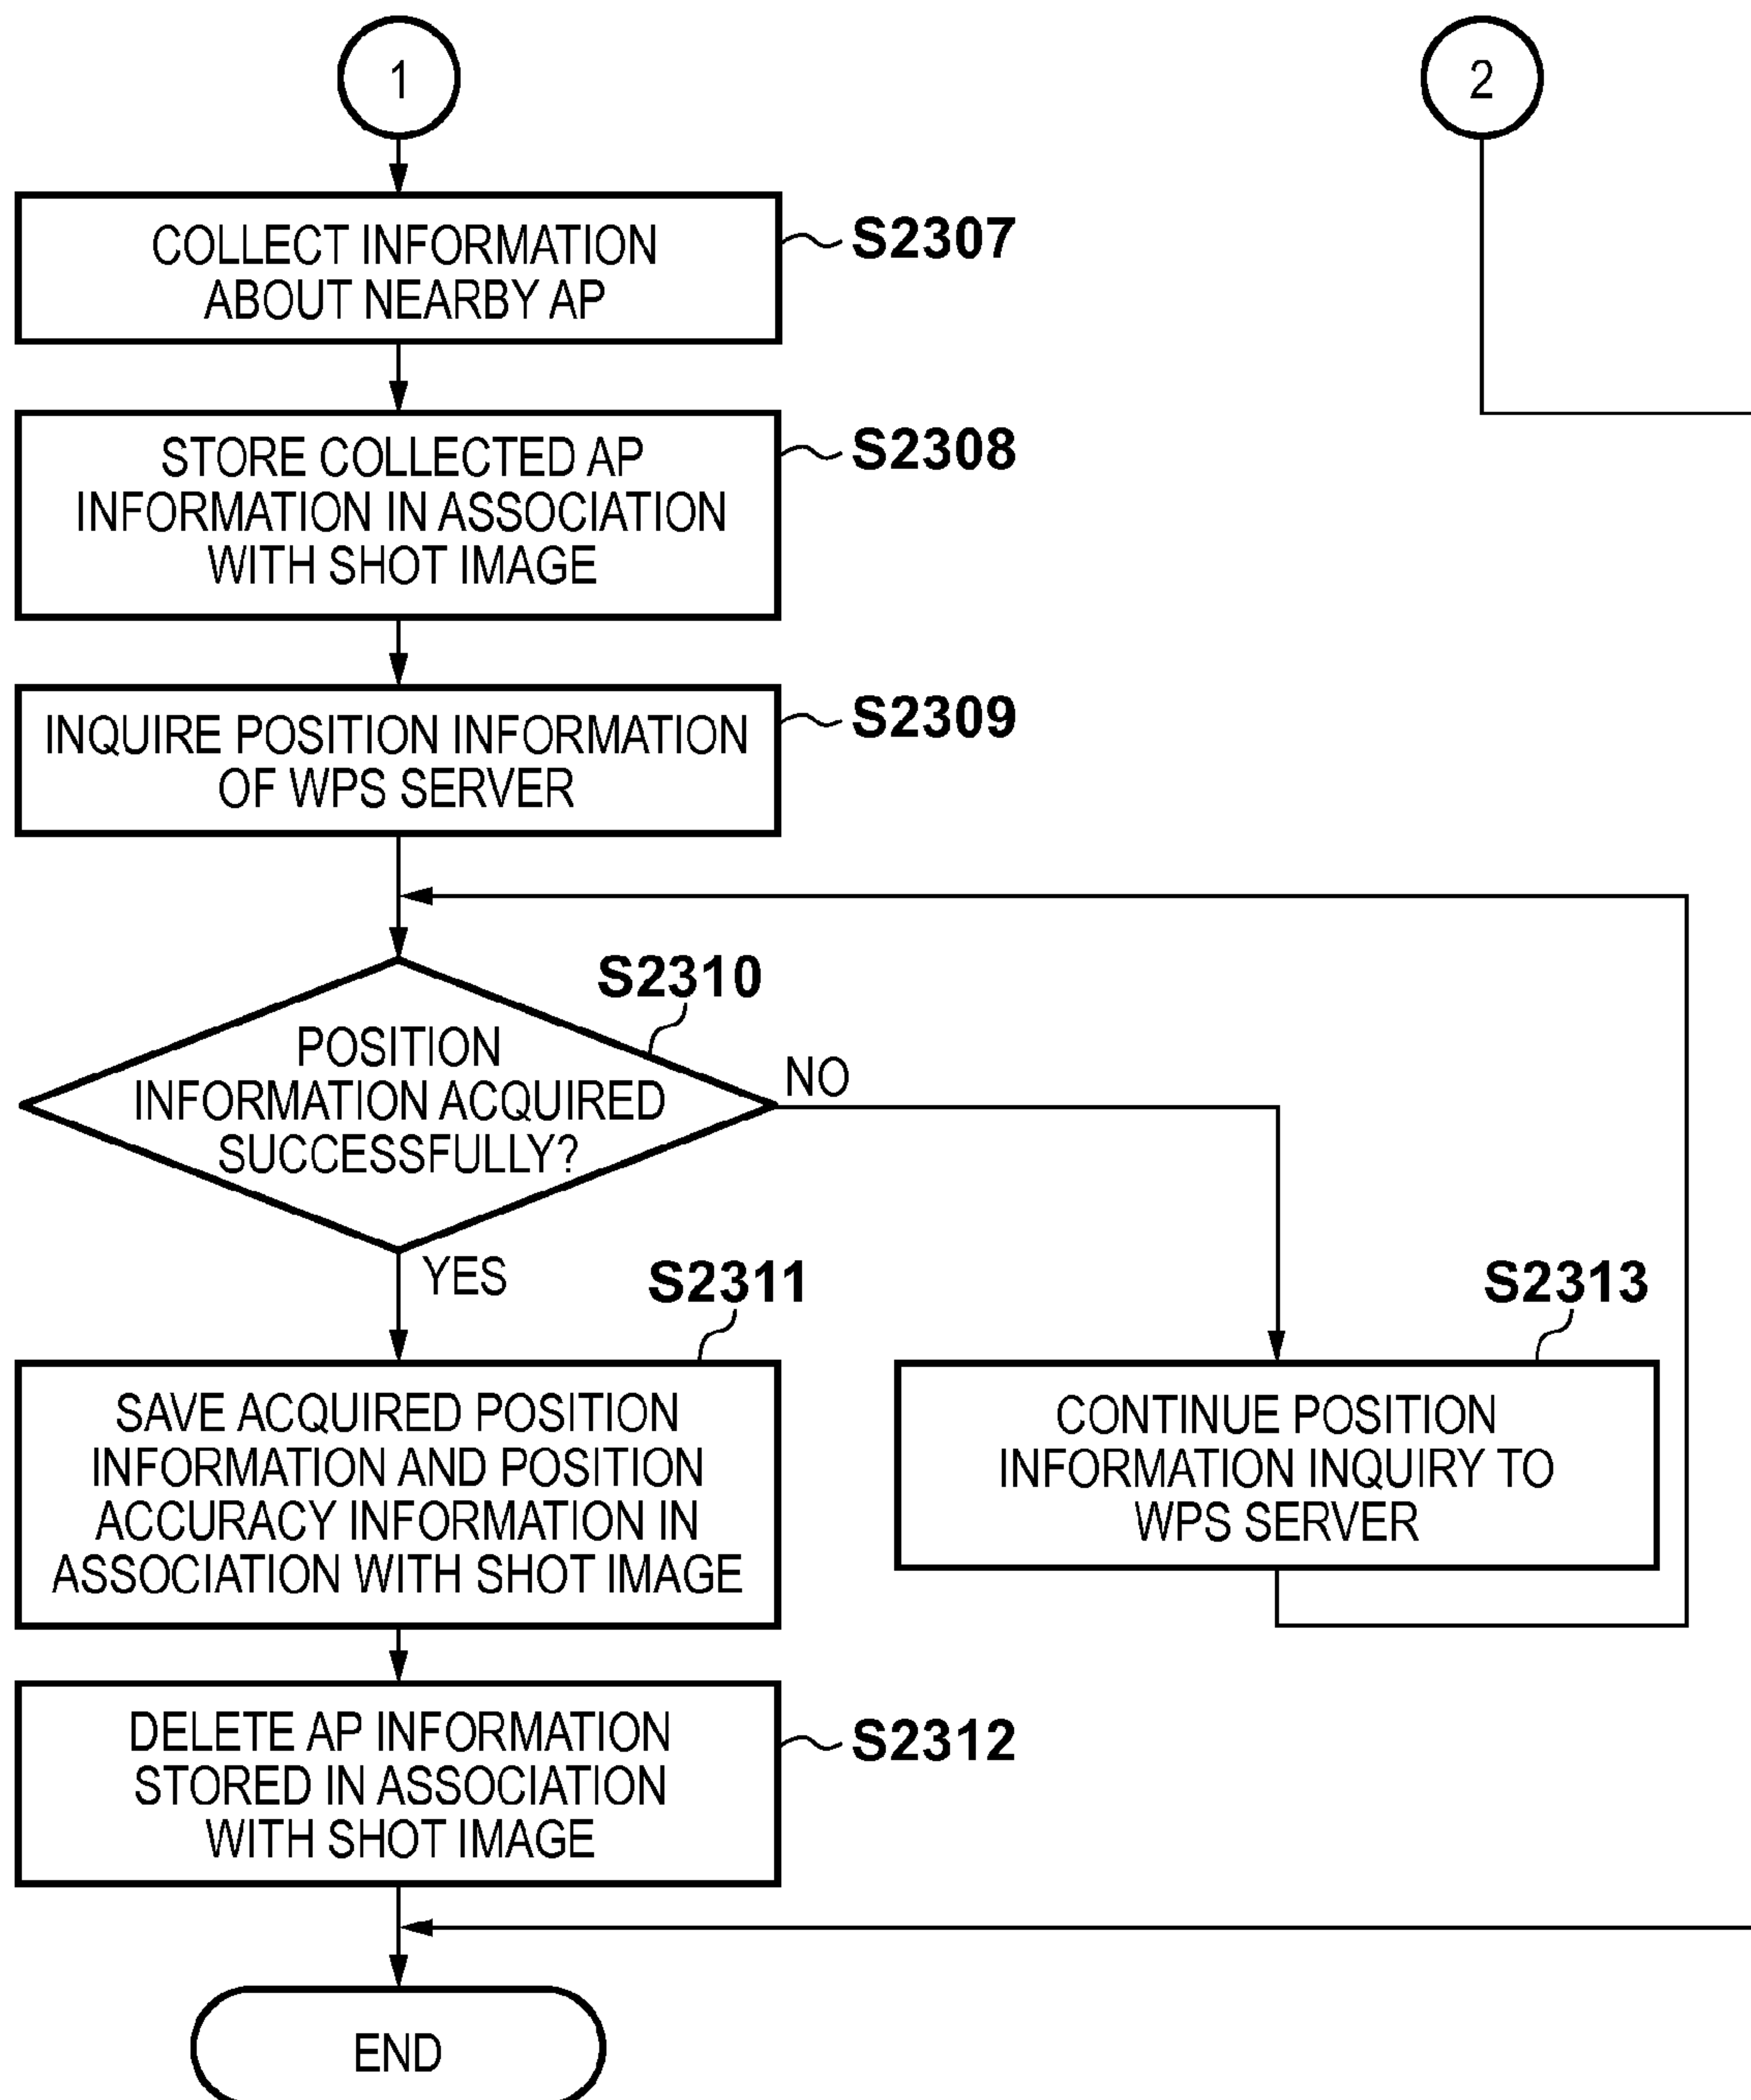 1
2
COLLECT INFORMATION
ABOUT NEARBY AP
S2307
STORE COLLECTED AP
INFORMATION IN ASSOCIATION
WITH SHOT IMAGE
S2308
INQUIRE POSITION INFORMATION
OF WPS SERVER
S2309
S2310
POSITION
INFORMATION ACQUIRED
SUCCESSFULLY?
NO
YES
S2311
SAVE ACQUIRED POSITION
INFORMATION AND POSITION
ACCURACY INFORMATION IN
ASSOCIATION WITH SHOT IMAGE
S2313
CONTINUE POSITION
INFORMATION INQUIRY TO
WPS SERVER
DELETE AP INFORMATION
STORED IN ASSOCIATION
WITH SHOT IMAGE
S2312
END